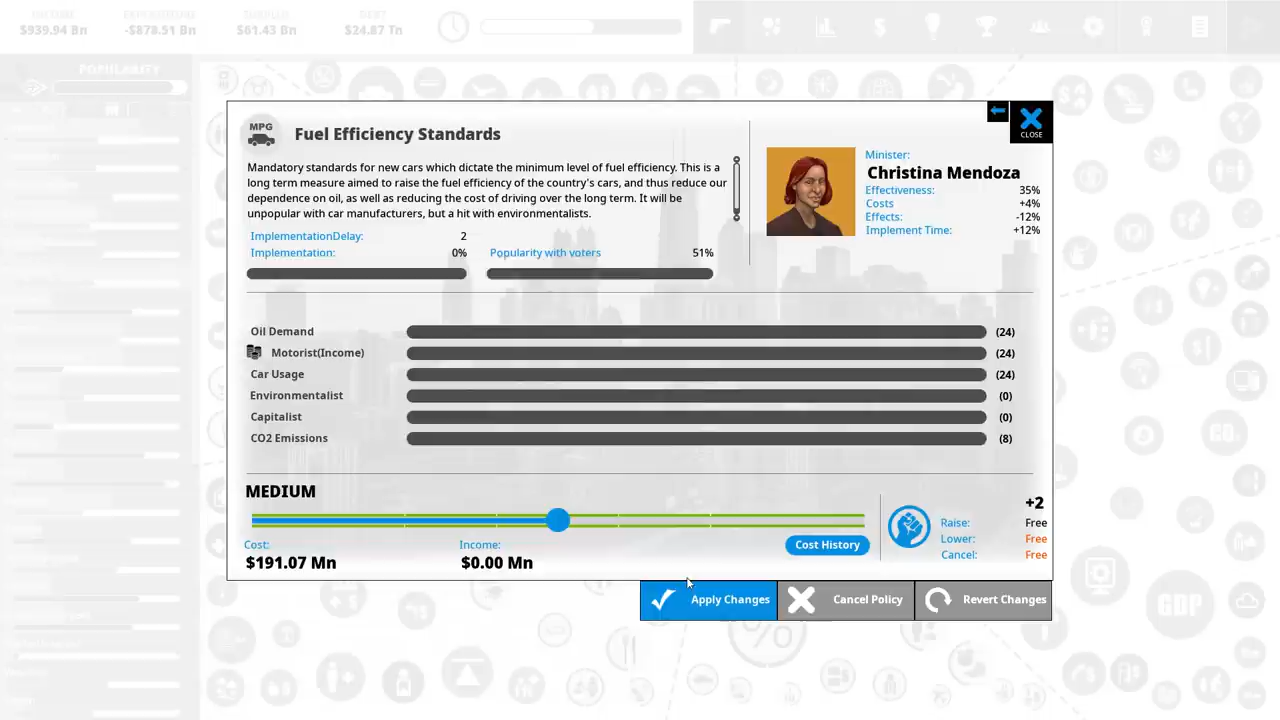 $939.94 Bn
-$878.51 Bn
$61.43 Bn
$24.87 Tn
POPULARITY
MPG
Fuel Efficiency Standards
CLOSE
Mandatory standards for new cars which dictate the minimum level of fuel efficiency. This is a
long term measure aimed to raise the fuel efficiency of the country's cars, and thus reduce our
dependence on oil, as well as reducing the cost of driving over the long term. It will be
unpopular with car manufacturers, but a hit with environmentalists.
ImplementationDelay: 2
Implementation: 0%
Popularity with voters 51%
Minister:
Christina Mendoza
Effectiveness: 35%
Costs +4%
Effects: -12%
Implement Time: +12%
Oil Demand (24)
Motorist(Income) (24)
Car Usage (24)
Environmentalist (0)
Capitalist (0)
CO2 Emissions (8)
MEDIUM
Cost:
$191.07 Mn
Income:
$0.00 Mn
Cost History
+2
Raise: Free
Lower: Free
Cancel: Free
Apply Changes
Cancel Policy
Revert Changes
GDP